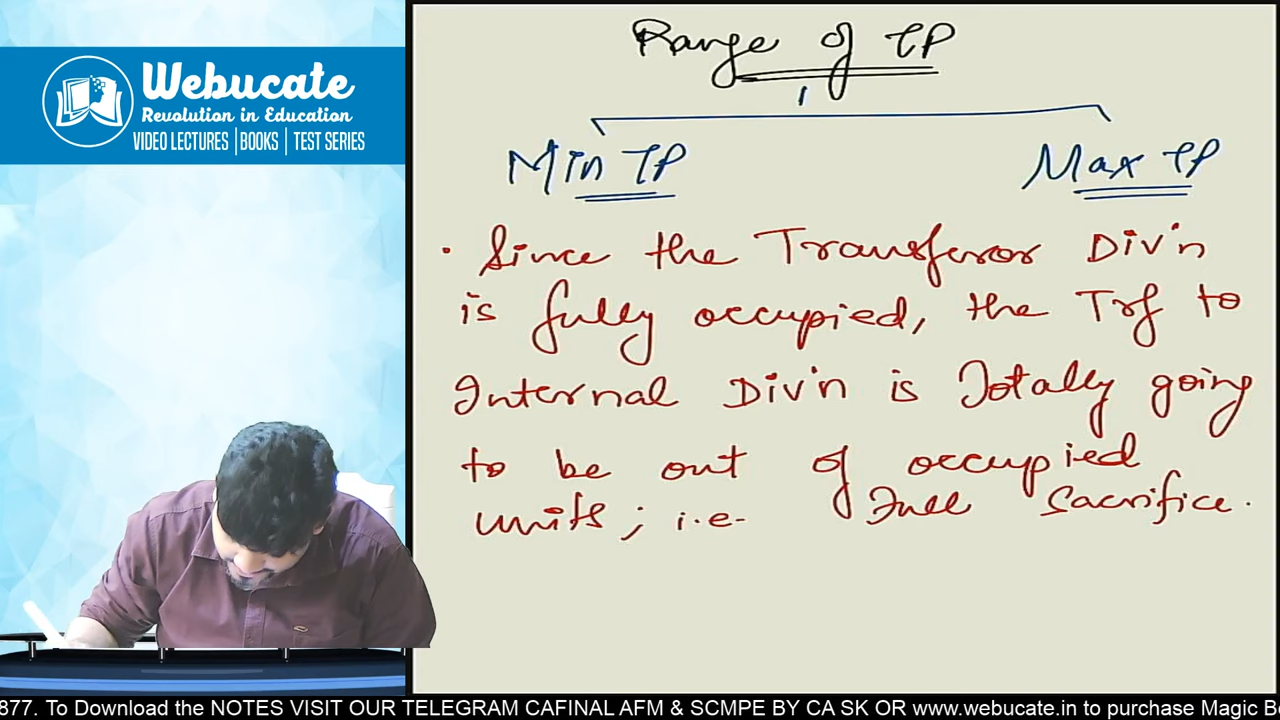 Webucate
Revolution in Education
VIDEO LECTURES | BOOKS | TEST SERIES
Range of TP
Min TP
Max TP
· Since the Transferor Div'n
is fully occupied, the Trf to
Internal Div'n is Totally going
to be out of occupied
units; i.e- Full Sacrifice.
877. To Download the NOTES VISIT OUR TELEGRAM CAFINAL AFM & SCMPE BY CA SK OR www.webucate.in to purchase Magic Bo